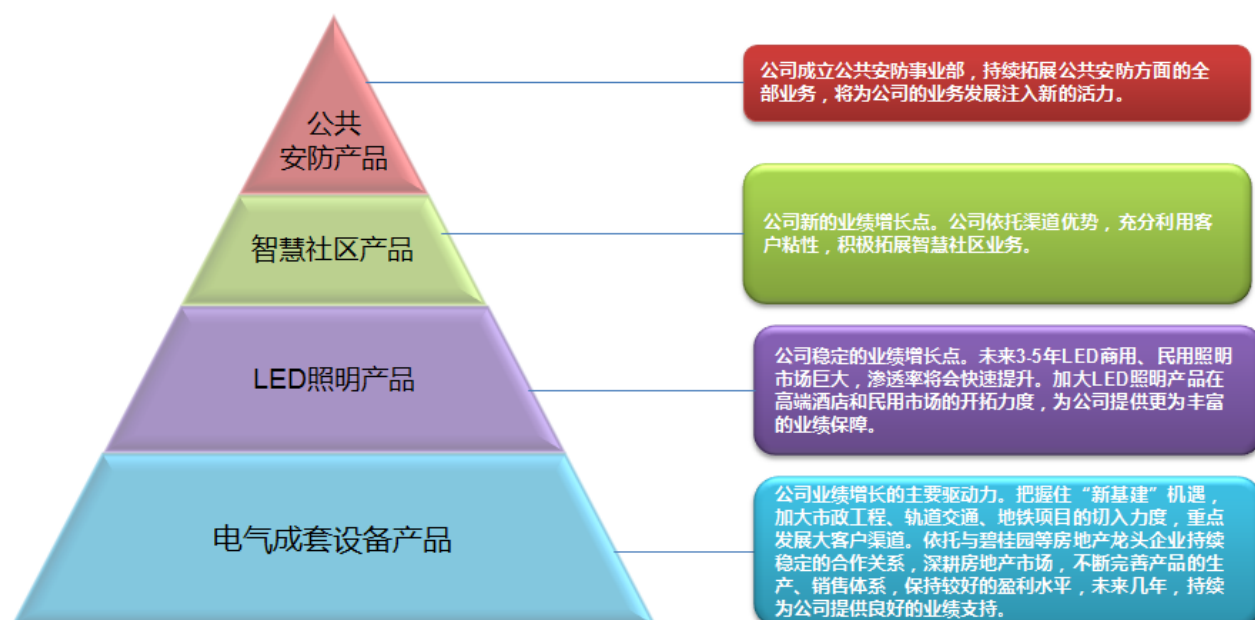 公共
安防产品
公司成立公共安防事业部，持续拓展公共安防方面的全
部业务，将为公司的业务发展注入新的活力。
智慧社区产品
公司新的业绩增长点。公司依托渠道优势，充分利用客
户粘性，积极拓展智慧社区业务。
LED照明产品
公司稳定的业绩增长点。未来3-5年LED商用、民用照明
市场巨大，渗透率将会快速提升。加大LED照明产品在
高端酒店和民用市场的开拓力度，为公司提供更为丰富
的业绩保障。
电气成套设备产品
公司业绩增长的主要驱动力。把握住“新基建”机遇，
加大市政工程、轨道交通、地铁项目的切入力度，重点
发展大客户渠道。依托与碧桂园等房地产龙头企业持续
稳定的合作关系，深耕房地产市场，不断完善产品的生
产、销售体系，保持较好的盈利水平，未来几年，持续
为公司提供良好的业绩支持。